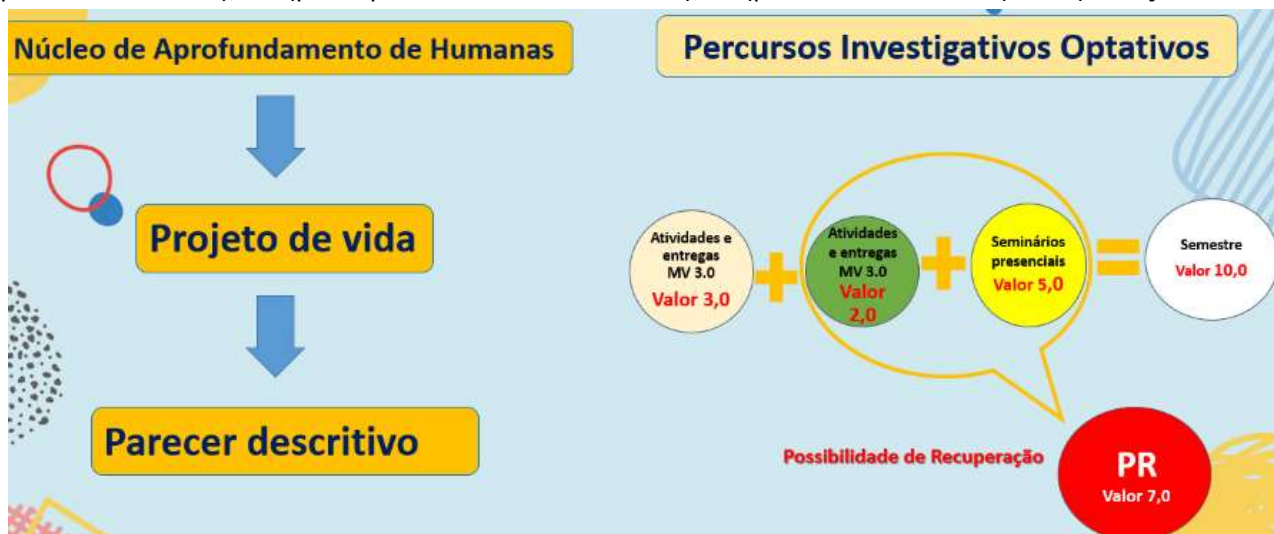 Núcleo de Aprofundamento de Humanas
Projeto de vida
Parecer descritivo
Percursos Investigativos Optativos
Atividades e
entregas
MV 3.0
Valor 3,0
+
Atividades
e entregas
MV 3.0
Valor
2,0
+
Seminários
presenciais
Valor 5,0
=
Semestre
Valor 10,0
Possibilidade de Recuperação
PR
Valor 7,0